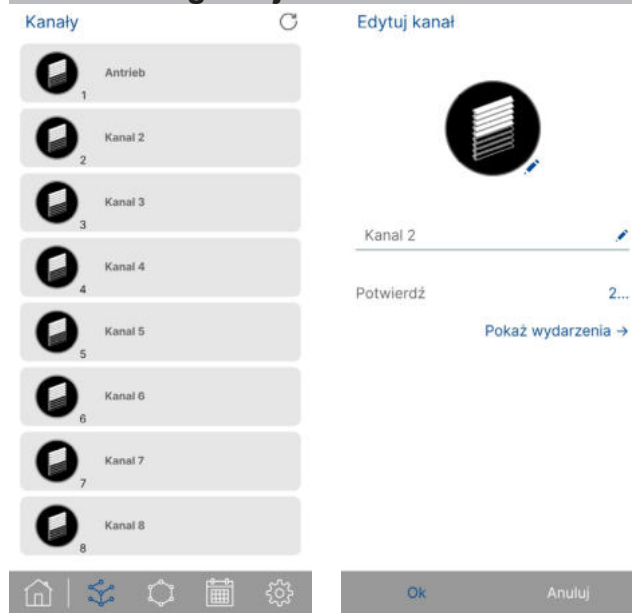 Kanały
Antrieb
1
Kanal 2
2
Kanal 3
3
Kanal 4
4
Kanal 5
5
Kanal 6
6
Kanal 7
7
Kanal 8
8
Edytuj kanał
Kanal 2
Potwierdź 2...
Pokaż wydarzenia →
Ok Anuluj